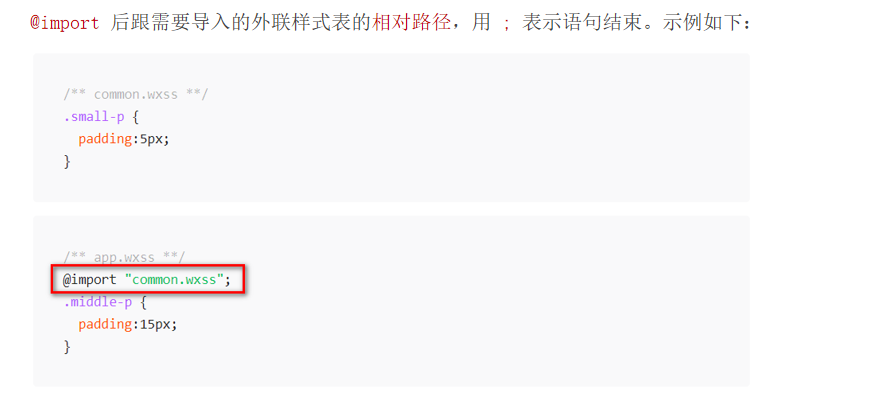 @import 后跟需要导入的外联样式表的相对路径，用 ; 表示语句结束。示例如下：
/** common.wxss **/
.small-p {
  padding:5px;
}
/** app.wxss **/
@import "common.wxss";
.middle-p {
  padding:15px;
}